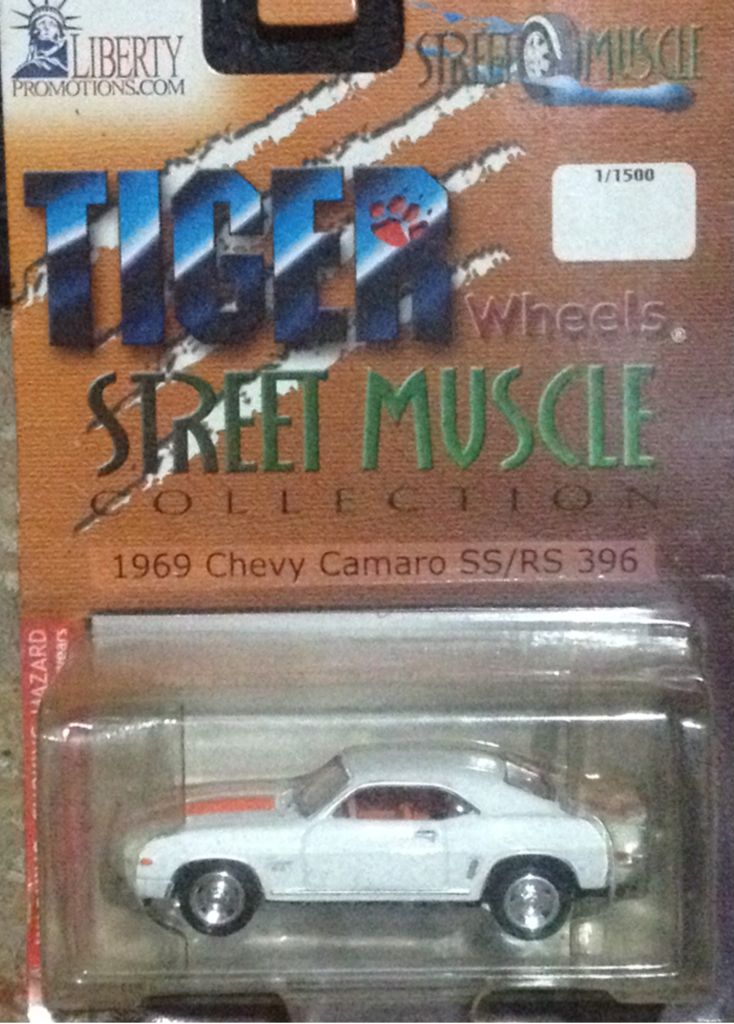 LIBERTY
PROMOTIONS.COM
STREET MUSCLE
1/1500
TIGER
Wheels®
STREET MUSCLE
COLLECTION
1969 Chevy Camaro SS/RS 396
HAZARD
years